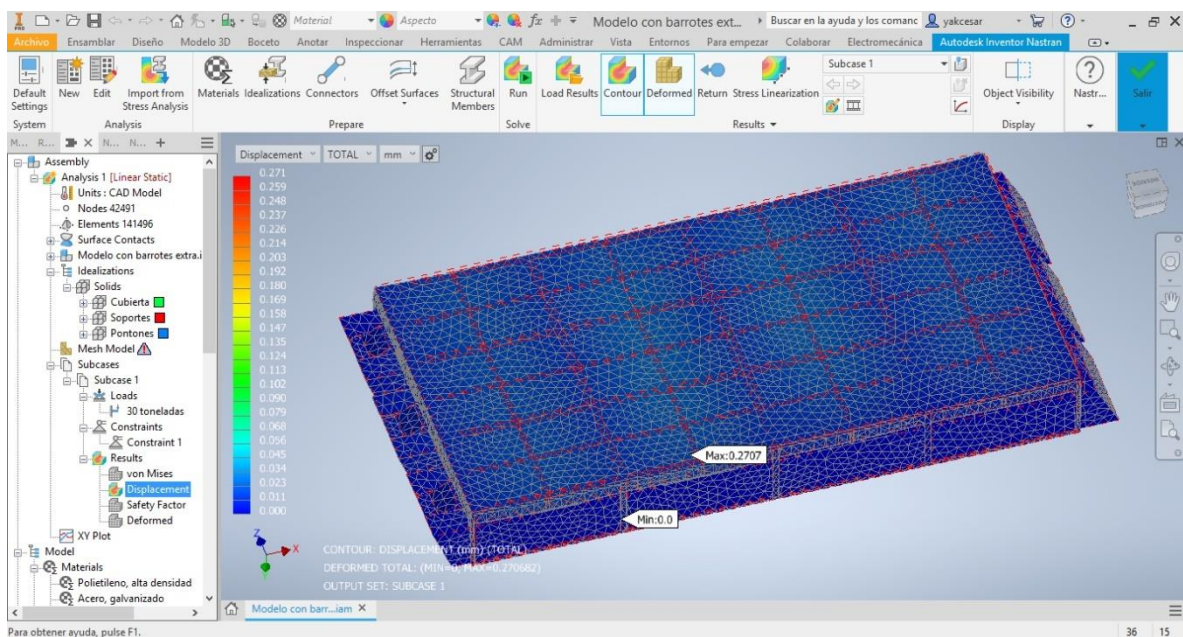 Material
Aspecto
Modelo con barrotes ext...
Buscar en la ayuda y los comanc
yakcesar
Archivo Ensamblar Diseño Modelo 3D Boceto Anotar Inspeccionar Herramientas CAM Administrar Vista Entornos Para empezar Colaborar Electromecánica Autodesk Inventor Nastran
Default Settings
New
Edit
Import from Stress Analysis
Materials
Idealizations
Connectors
Offset Surfaces
Structural Members
Run
Load Results
Contour
Deformed
Return
Stress Linearization
Subcase 1
Object Visibility
Nastr...
Salir
System
Analysis
Prepare
Solve
Results
Display
M... R... N... N...
Assembly
Analysis 1 [Linear Static]
Units : CAD Model
Nodes 42491
Elements 141496
Surface Contacts
Modelo con barrotes extra.i
Idealizations
Solids
Cubierta
Soportes
Pontones
Mesh Model
Subcases
Subcase 1
Loads
30 toneladas
Constraints
Constraint 1
Results
von Mises
Displacement
Safety Factor
Deformed
XY Plot
Model
Materials
Polietileno, alta densidad
Acero, galvanizado
Displacement TOTAL mm
0.271
0.259
0.248
0.237
0.226
0.214
0.203
0.192
0.180
0.169
0.158
0.147
0.135
0.124
0.113
0.102
0.090
0.079
0.068
0.056
0.045
0.034
0.023
0.011
0.000
Max:0.2707
Min:0.0
Z
X
CONTOUR: DISPLACEMENT (mm) (TOTAL)
DEFORMED TOTAL: (MIN=0, MAX=0.270682)
OUTPUT SET: SUBCASE 1
Modelo con barr...iam
Para obtener ayuda, pulse F1.
36 15